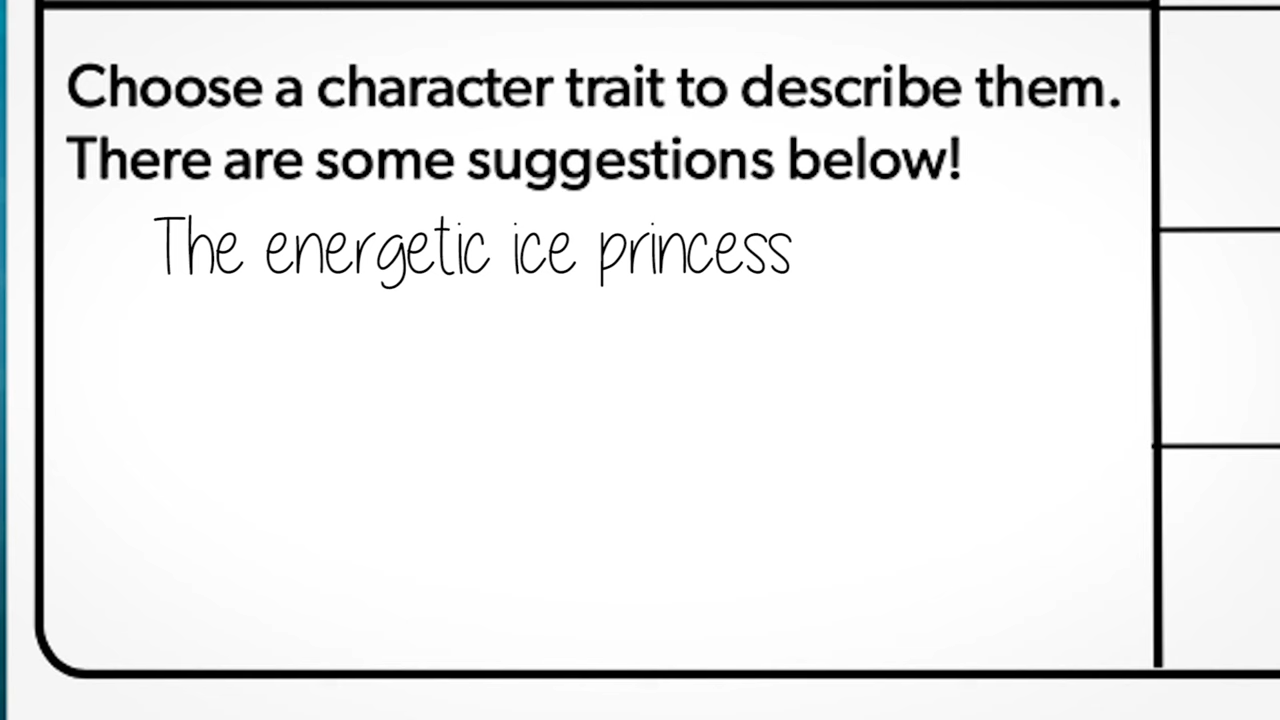 Choose a character trait to describe them.
There are some suggestions below!
The energetic ice princess